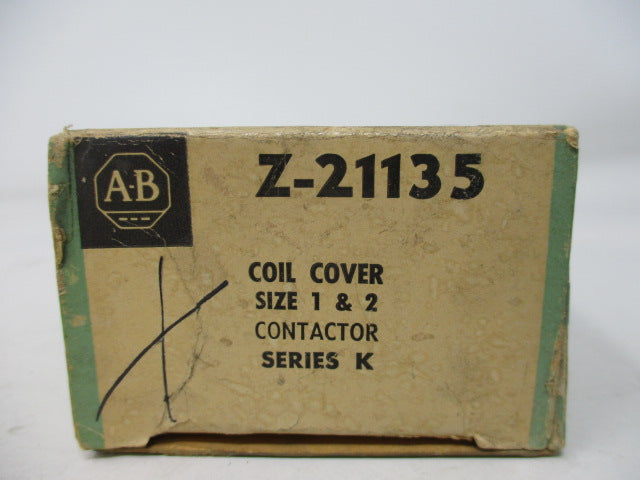 A-B
Z-21135
COIL COVER
SIZE 1 & 2
CONTACTOR
SERIES K